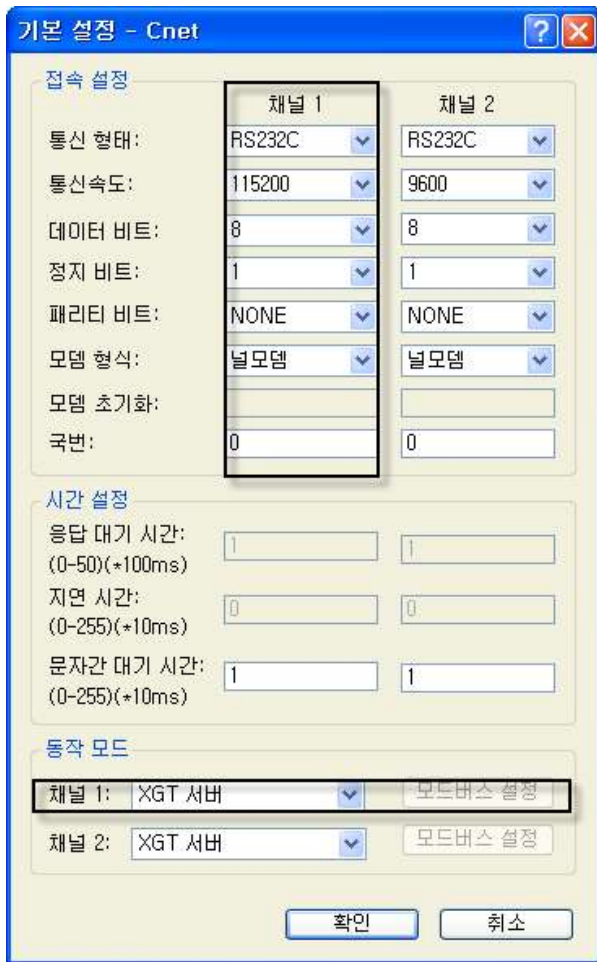 기본 설정 - Cnet
접속 설정
채널 1 채널 2
통신 형태: RS232C RS232C
통신속도: 115200 9600
데이터 비트: 8 8
정지 비트: 1 1
패리티 비트: NONE NONE
모뎀 형식: 널모뎀 널모뎀
모뎀 초기화:
국번: 0 0
시간 설정
응답 대기 시간: 1 1
(0-50)(*100ms)
지연 시간: 0 0
(0-255)(*10ms)
문자간 대기 시간: 1 1
(0-255)(*10ms)
동작 모드
채널 1: XGT 서버 모드버스 설정
채널 2: XGT 서버 모드버스 설정
확인 취소